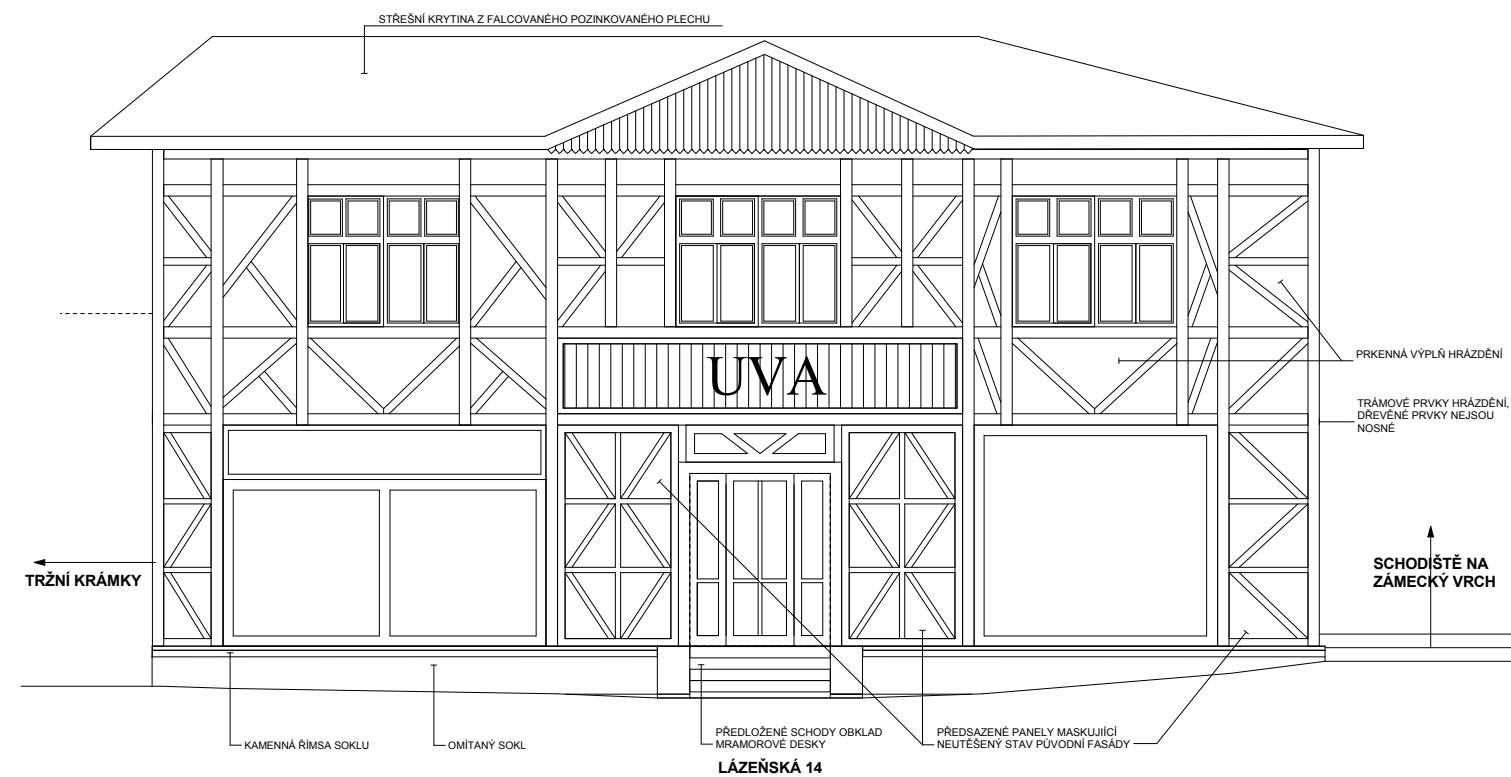 STŘEŠNÍ KRYTINA Z FALCOVANÉHO POZINKOVANÉHO PLECHU
UVA
PRKENNÁ VÝPLŇ HRÁZDĚNÍ
TRÁMOVÉ PRVKY HRÁZDĚNÍ,
DŘEVĚNÉ PRVKY NEJSOU
NOSNÉ
TRŽNÍ KRÁMKY
SCHODIŠTĚ NA
ZÁMECKÝ VRCH
KAMENNÁ ŘÍMSA SOKLU
OMÍTANÝ SOKL
PŘEDLOŽENÉ SCHODY OBKLAD
MRAMOROVÉ DESKY
PŘEDSAZENÉ PANELY MASKUJIÍCÍ
NEUTĚŠENÝ STAV PŮVODNÍ FASÁDY
LÁZEŇSKÁ 14